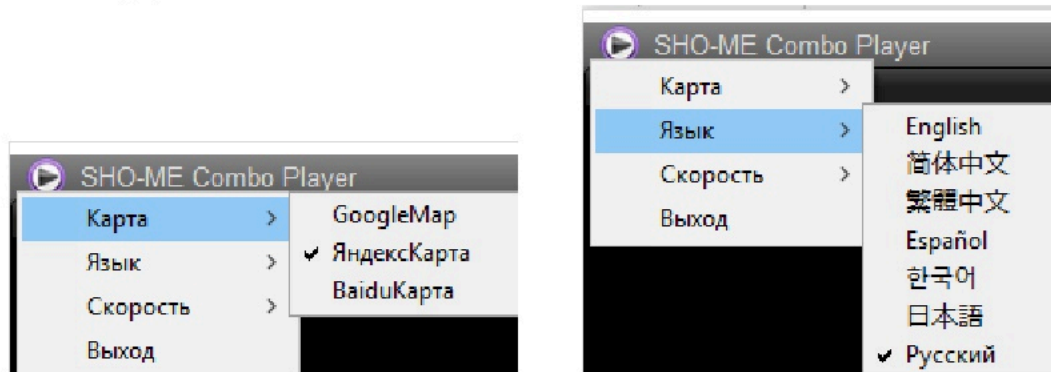 SHO-ME Combo Player
Карта >
GoogleMap
✓ ЯндексКарта
BaiduКарта
Язык >
Скорость >
Выход
SHO-ME Combo Player
Карта >
Язык >
Скорость >
Выход
English
简体中文
繁體中文
Español
한국어
日本語
✓ Русский